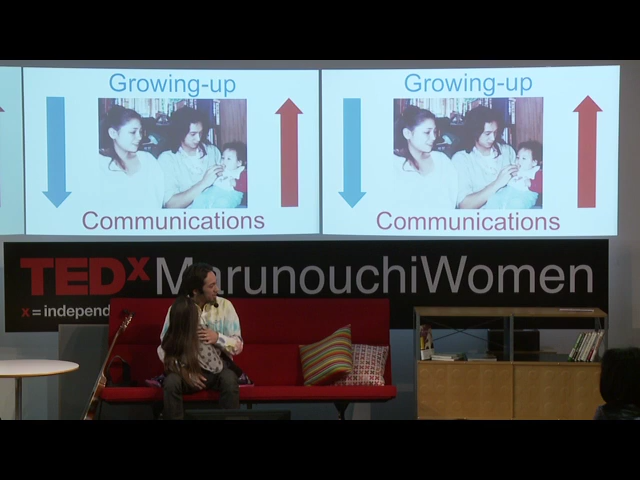 Growing-up
Communications
Growing-up
Communications
TEDx MarunouchiWomen
x = independ